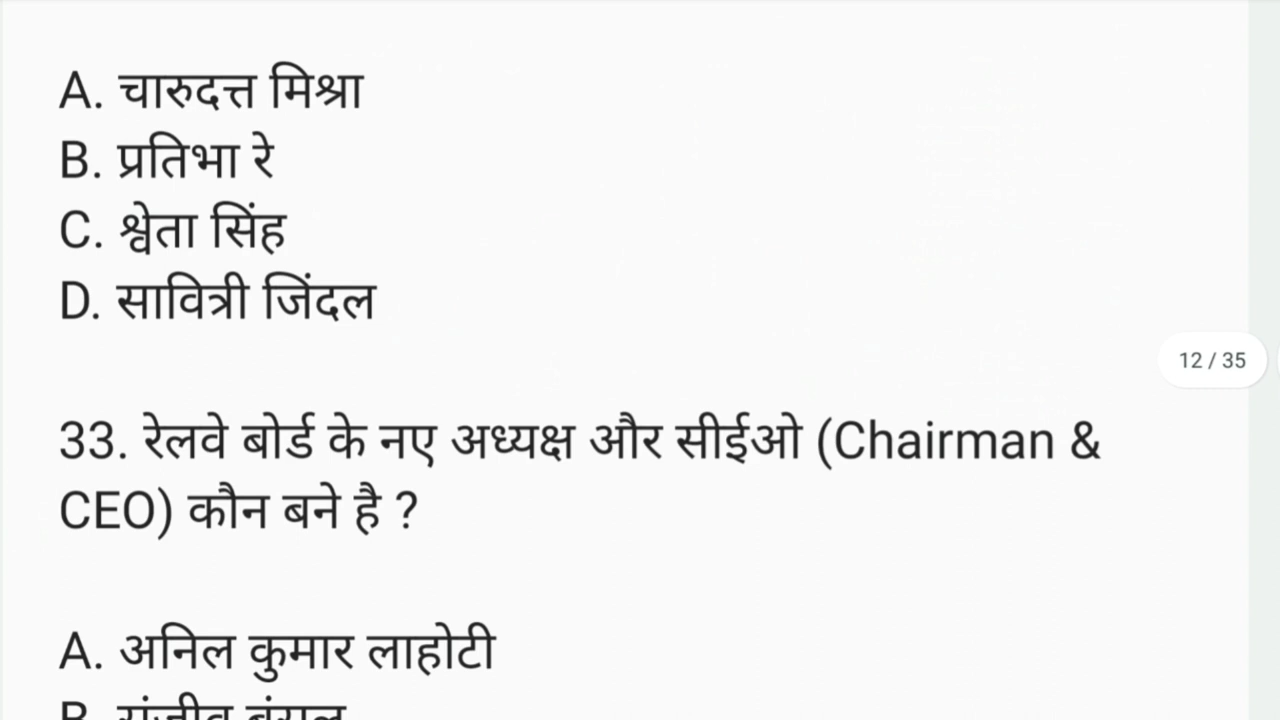 A. चारुदत्त मिश्रा
B. प्रतिभा रे
C. श्वेता सिंह
D. सावित्री जिंदल
12 / 35
33. रेलवे बोर्ड के नए अध्यक्ष और सीईओ (Chairman &
CEO) कौन बने है ?
A. अनिल कुमार लाहोटी